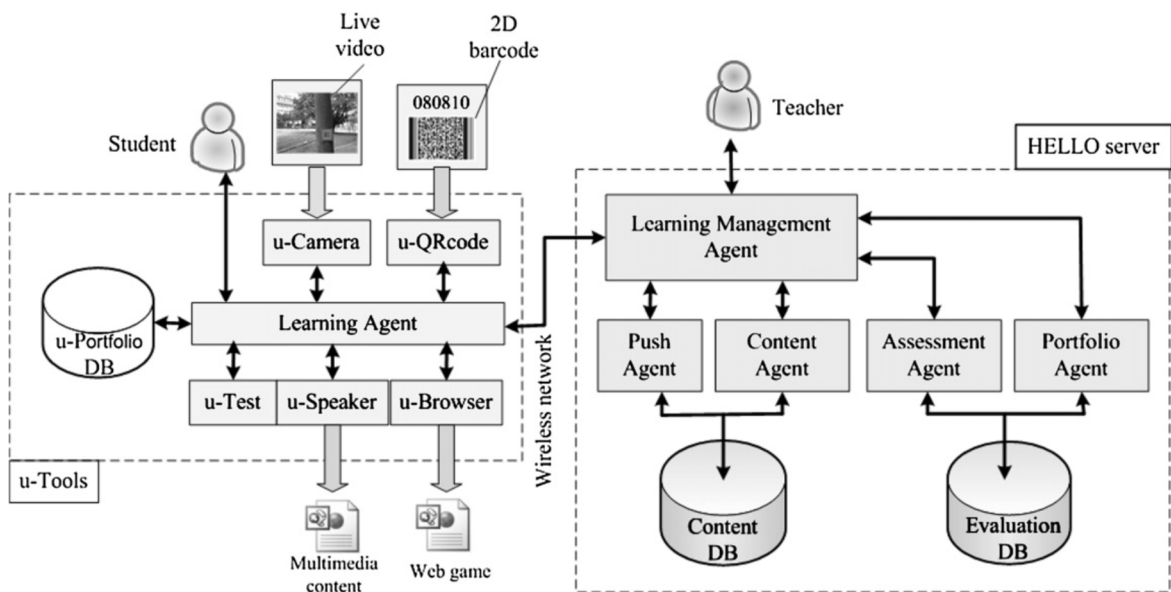 Live
video
2D
barcode
080810
Student
Teacher
HELLO server
u-Camera
u-QRcode
Learning Management
Agent
u-Portfolio
DB
Learning Agent
Wireless network
Push
Agent
Content
Agent
Assessment
Agent
Portfolio
Agent
u-Test
u-Speaker
u-Browser
u-Tools
Content
DB
Evaluation
DB
Multimedia
content
Web game